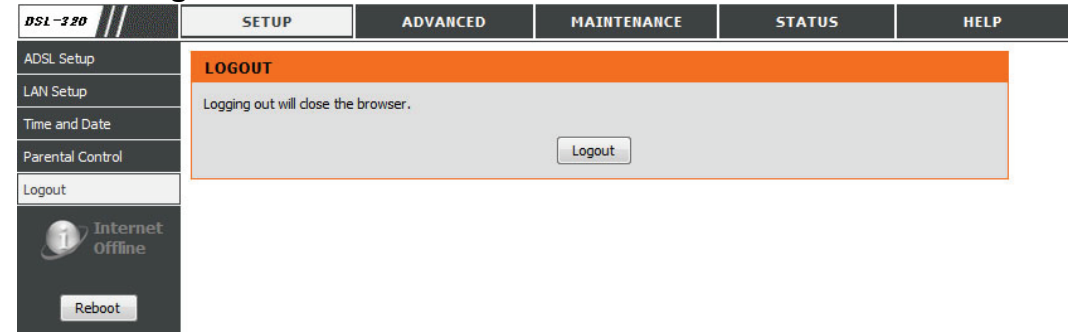 DSL-320 SETUP ADVANCED MAINTENANCE STATUS HELP
ADSL Setup
LAN Setup
Time and Date
Parental Control
Logout
Internet
Offline
Reboot
LOGOUT
Logging out will close the browser.
Logout